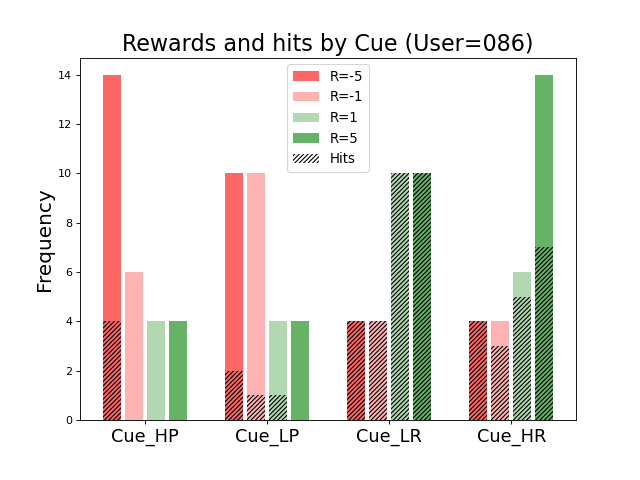 Rewards and hits by Cue (User=086)
R=-5
R=-1
R=1
R=5
Hits
Frequency
14
12
10
8
6
4
2
0
Cue_HP
Cue_LP
Cue_LR
Cue_HR